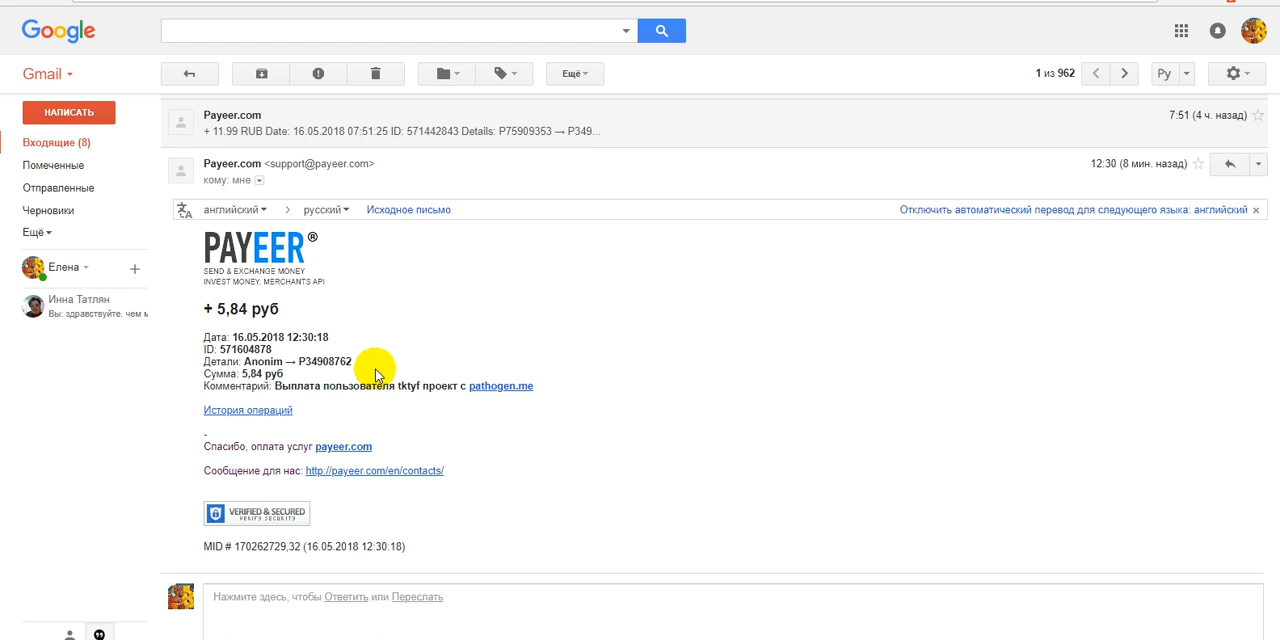 Google
Gmail
1 из 962
Ру
Ещё
НАПИСАТЬ
Входящие (8)
Помеченные
Отправленные
Черновики
Ещё
Елена
Инна Татлян
Вы: здравствуйте. чем м
Payeer.com
7:51 (4 ч. назад)
+ 11.99 RUB Date: 16.05.2018 07:51:25 ID: 571442843 Details: P75909353 → P349...
Payeer.com <support@payeer.com>
12:30 (8 мин. назад)
кому: мне
английский > русский Исходное письмо
Отключить автоматический перевод для следующего языка: английский ×
PAYEER®
SEND & EXCHANGE MONEY
INVEST MONEY. MERCHANTS API
+ 5,84 руб
Дата: 16.05.2018 12:30:18
ID: 571604878
Детали: Anonim → P34908762
Сумма: 5,84 руб
Комментарий: Выплата пользователя tktyf проект с pathogen.me
История операций
-
Спасибо, оплата услуг payeer.com
Сообщение для нас: http://payeer.com/en/contacts/
VERIFIED & SECURED
VERIFY SECURITY
MID # 170262729,32 (16.05.2018 12:30:18)
Нажмите здесь, чтобы Ответить или Переслать